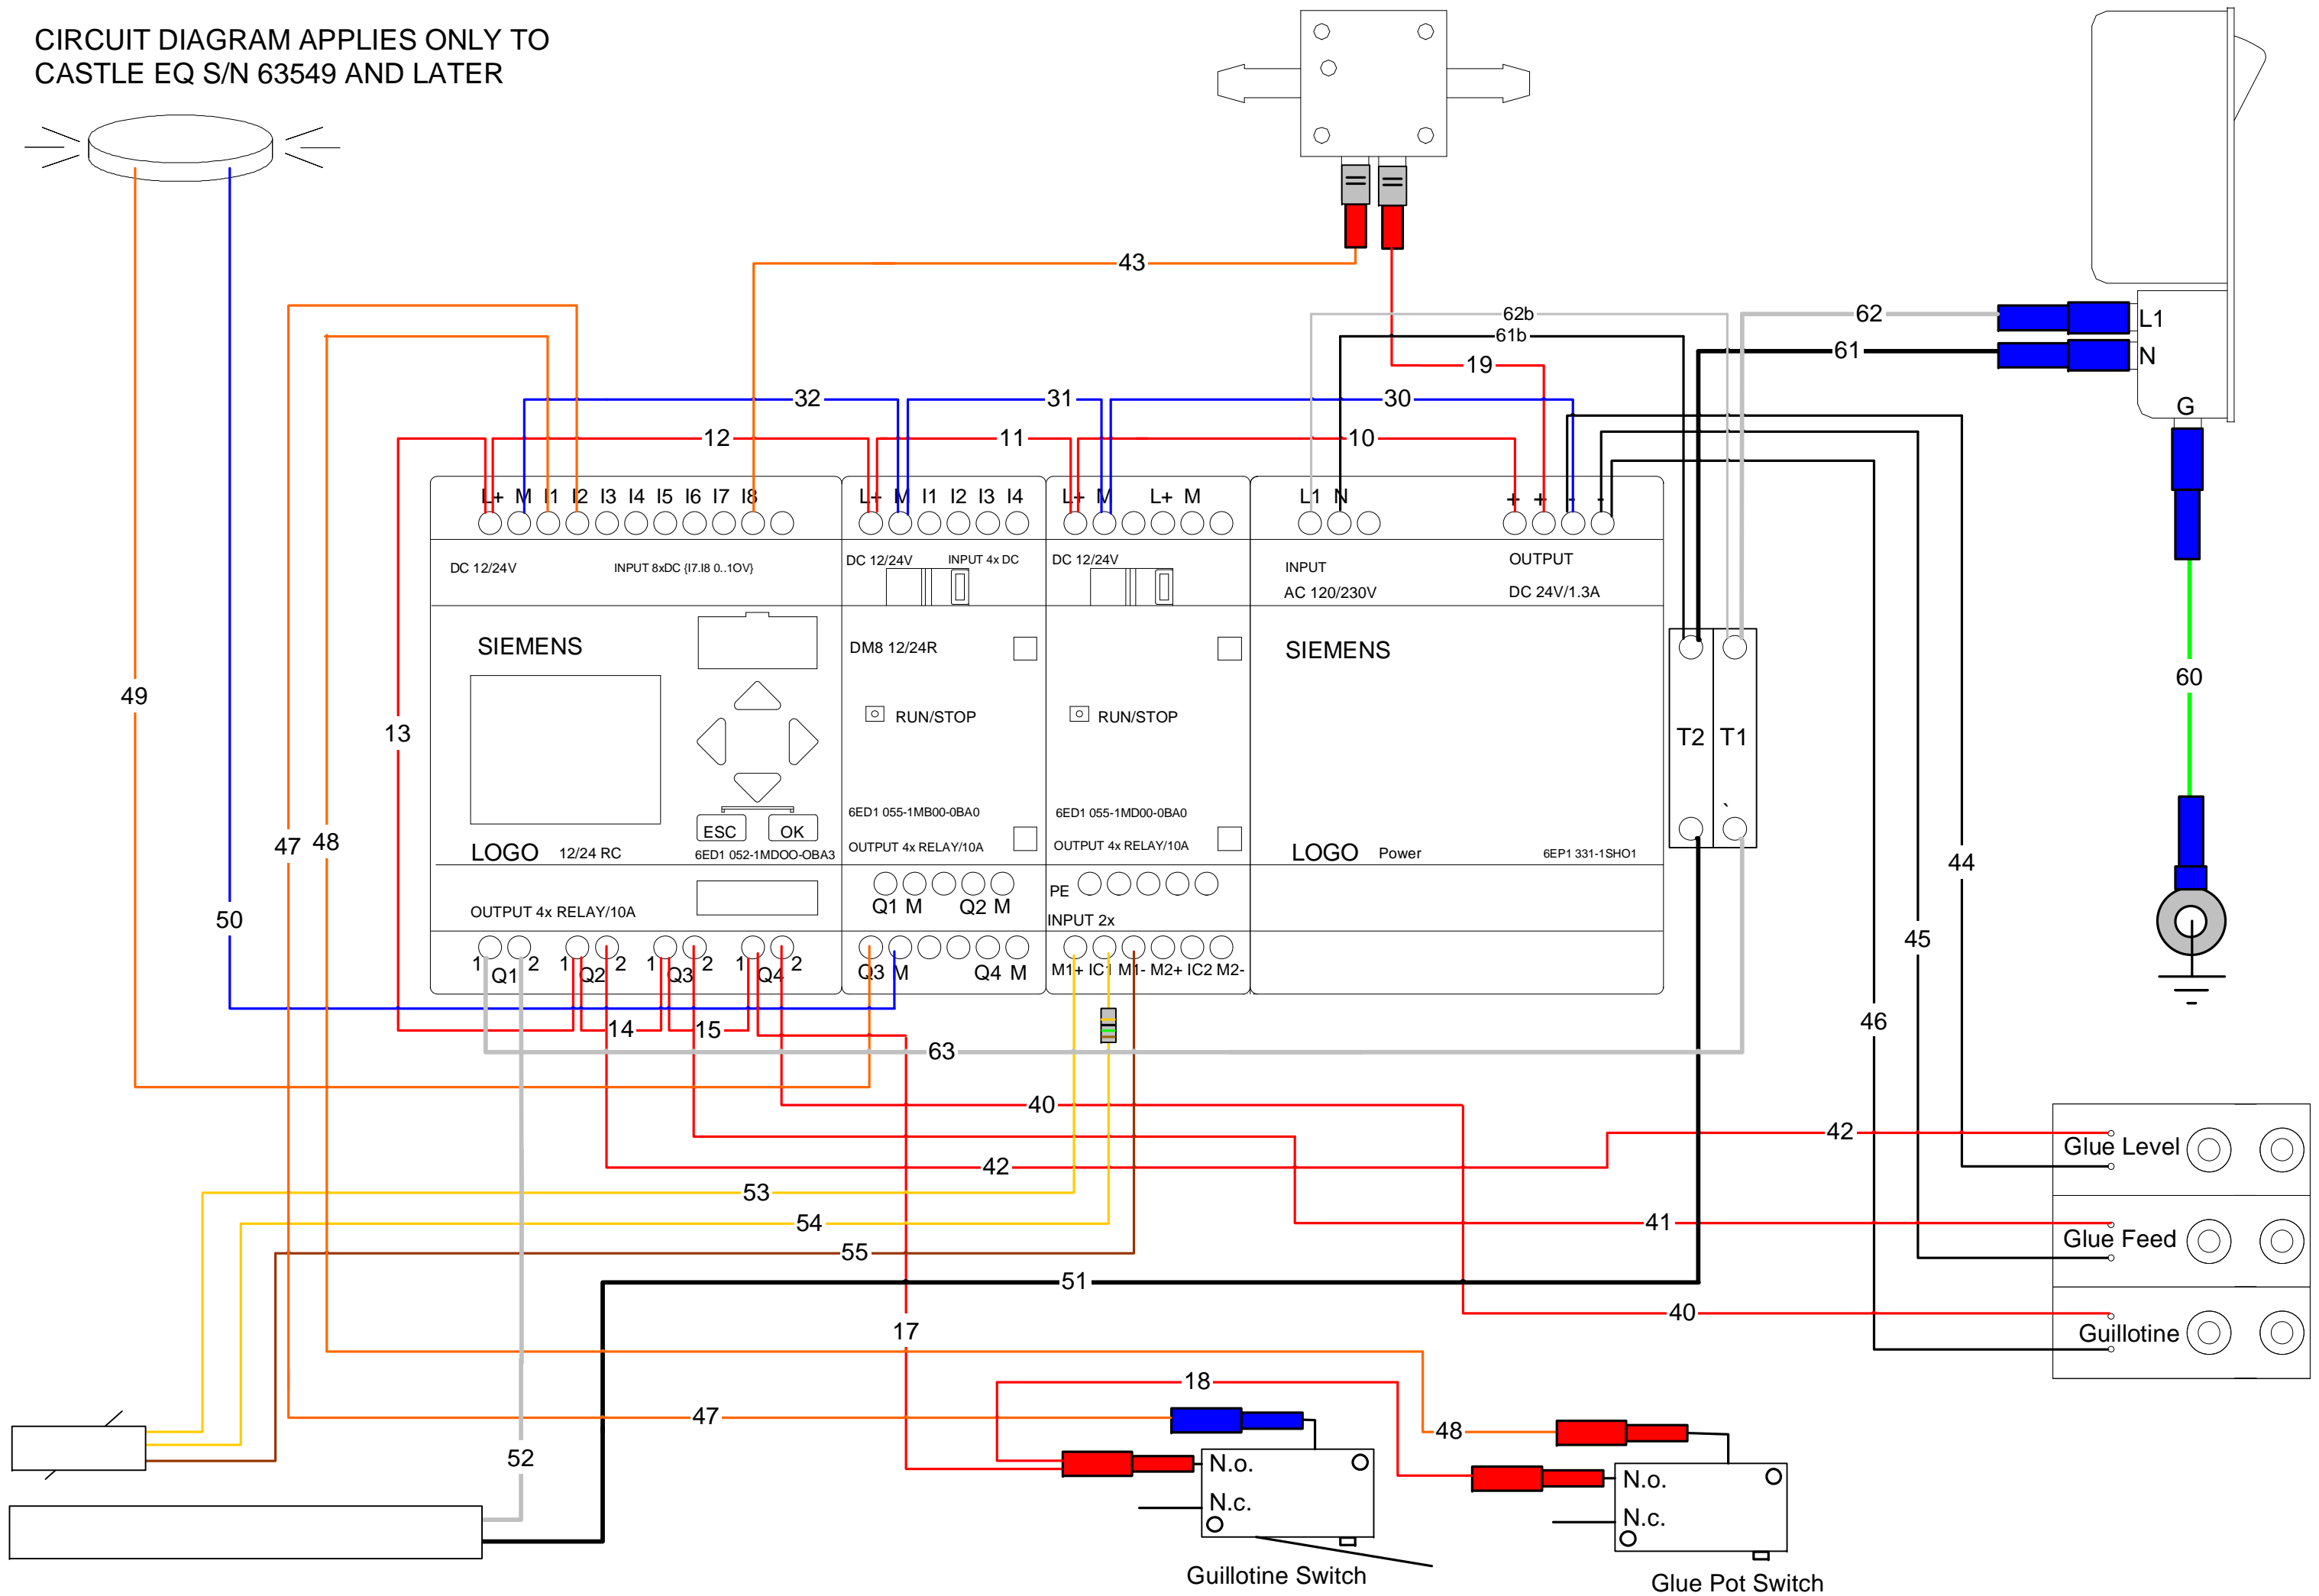 CIRCUIT DIAGRAM APPLIES ONLY TO
CASTLE EQ S/N 63549 AND LATER
43
62b
61b
62
L1
61
N
19
32
31
30
G
12
11
10
L+ M I1 I2 I3 I4 I5 I6 I7 I8
L+ M I1 I2 I3 I4
L+ M L+ M
L1 N
+ + - -
DC 12/24V
INPUT 8xDC {I7.I8 0..1OV}
DC 12/24V
INPUT 4x DC
DC 12/24V
INPUT
AC 120/230V
OUTPUT
DC 24V/1.3A
SIEMENS
DM8 12/24R
SIEMENS
RUN/STOP
RUN/STOP
49
13
T2
T1
60
47
48
ESC
OK
6ED1 055-1MB00-0BA0
6ED1 055-1MD00-0BA0
`
LOGO 12/24 RC
6ED1 052-1MDOO-OBA3
OUTPUT 4x RELAY/10A
OUTPUT 4x RELAY/10A
LOGO Power
6EP1 331-1SHO1
44
50
OUTPUT 4x RELAY/10A
Q1 M Q2 M
PE
INPUT 2x
45
1 Q1 2
1 Q2 2
1 Q3 2
1 Q4 2
Q3 M Q4 M
M1+ IC1 M1- M2+ IC2 M2-
46
14
15
63
40
42
42
Glue Level
53
54
41
55
Glue Feed
51
40
17
Guillotine
18
47
48
52
N.o.
N.c.
N.o.
N.c.
Guillotine Switch
Glue Pot Switch